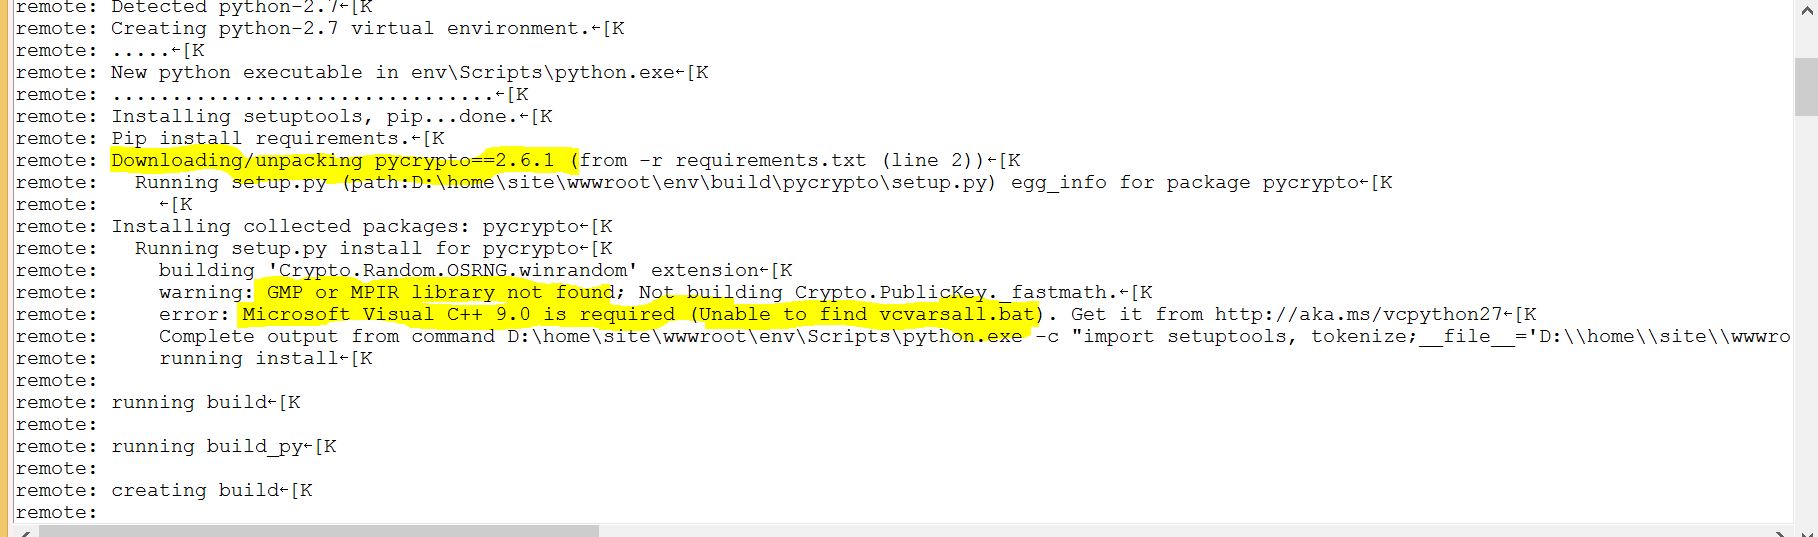 remote: Detected python-2.7←[K
remote: Creating python-2.7 virtual environment.←[K
remote: .....←[K
remote: New python executable in env\Scripts\python.exe←[K
remote: ................................←[K
remote: Installing setuptools, pip...done.←[K
remote: Pip install requirements.←[K
remote: Downloading/unpacking pycrypto==2.6.1 (from -r requirements.txt (line 2))←[K
remote:   Running setup.py (path:D:\home\site\wwwroot\env\build\pycrypto\setup.py) egg_info for package pycrypto←[K
remote:     ←[K
remote: Installing collected packages: pycrypto←[K
remote:   Running setup.py install for pycrypto←[K
remote:     building 'Crypto.Random.OSRNG.winrandom' extension←[K
remote:     warning: GMP or MPIR library not found; Not building Crypto.PublicKey._fastmath.←[K
remote:     error: Microsoft Visual C++ 9.0 is required (Unable to find vcvarsall.bat). Get it from http://aka.ms/vcpython27←[K
remote:     Complete output from command D:\home\site\wwwroot\env\Scripts\python.exe -c "import setuptools, tokenize;__file__='D:\\home\\site\\wwwro
remote:     running install←[K
remote:
remote: running build←[K
remote:
remote: running build_py←[K
remote:
remote: creating build←[K
remote: